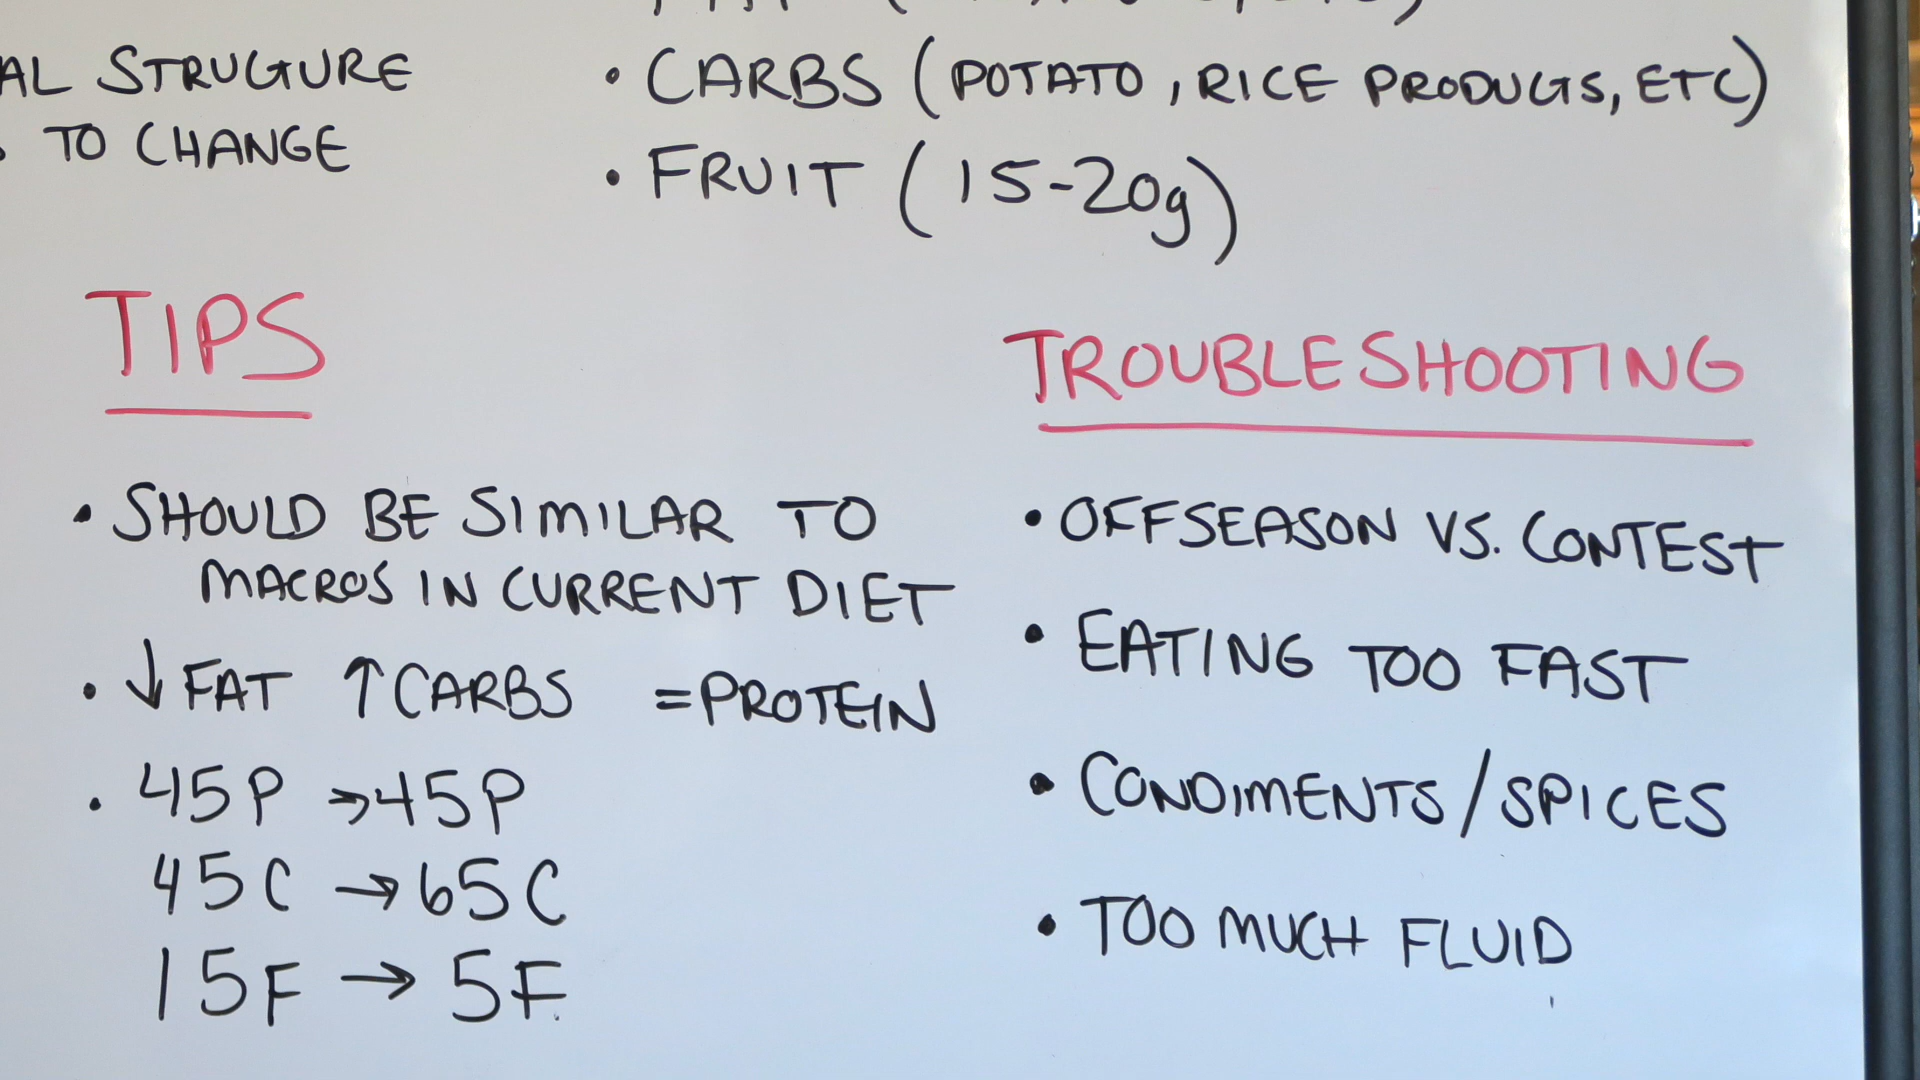 AL STRUCTURE
TO CHANGE
• CARBS (POTATO, RICE PRODUCTS, ETC)
• FRUIT (15-20g)
TIPS
• SHOULD BE SIMILAR TO
MACROS IN CURRENT DIET
• ↓ FAT ↑ CARBS = PROTEIN
• 45P → 45P
45C → 65C
15F → 5F
TROUBLESHOOTING
• OFFSEASON VS. CONTEST
• EATING TOO FAST
• CONDIMENTS/SPICES
• TOO MUCH FLUID